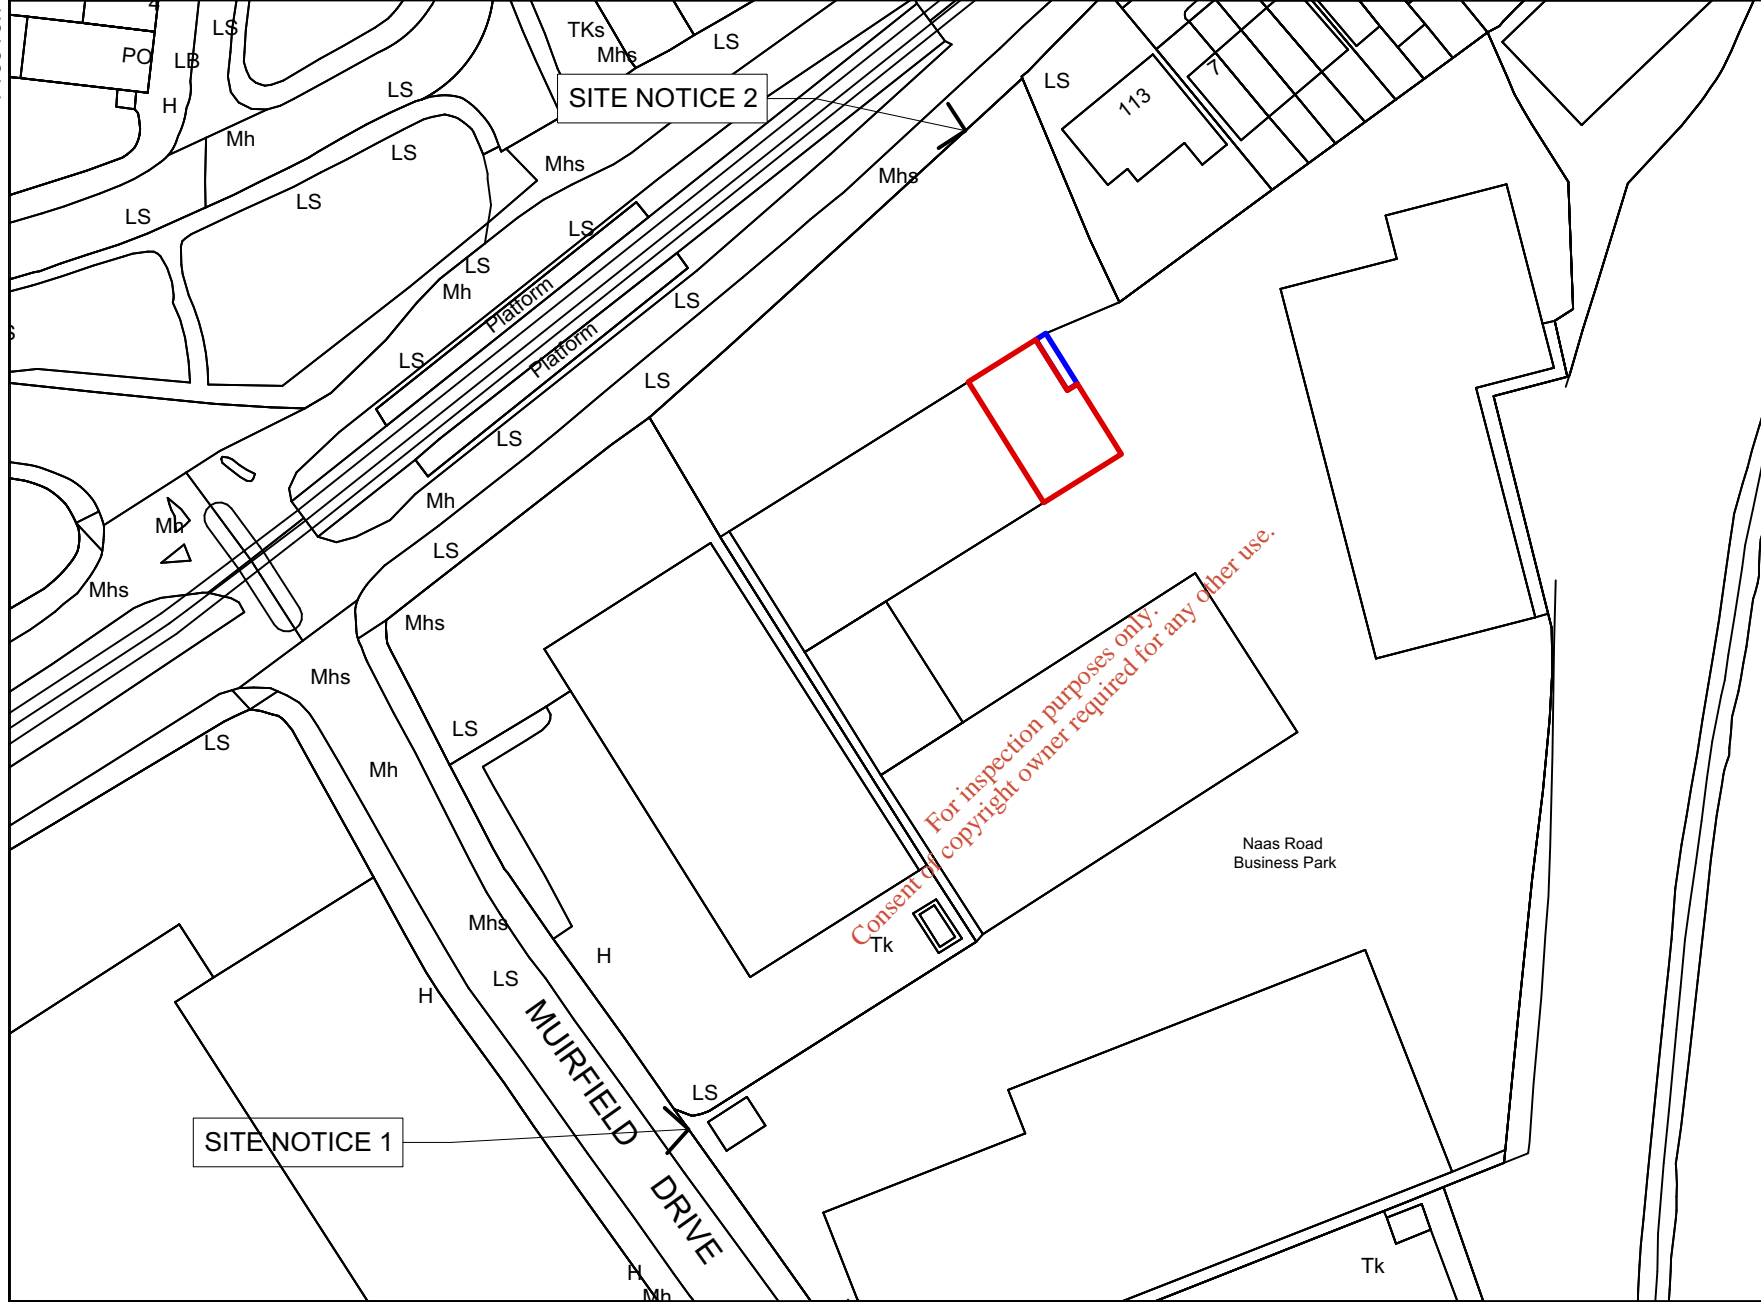 LS
TKs
LS
PO
LB
Mhs
LS
LS
SITE NOTICE 2
7
H
113
Mh
LS
Mhs
Mhs
LS
LS
LS
LS
Mh
Platform
LS
Platform
LS
LS
LS
Mh
Mh
LS
Mhs
Mhs
Mhs
LS
LS
Mh
For inspection purposes only.
Consent of copyright owner required for any other use.
Naas Road
Business Park
Mhs
Tk
H
LS
H
MUIRFIELD DRIVE
LS
SITE NOTICE 1
Tk
H
Mh